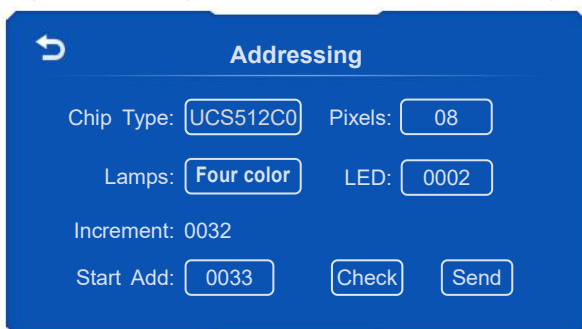 Addressing
Chip Type: UCS512C0 Pixels: 08
Lamps: Four color LED: 0002
Increment: 0032
Start Add: 0033 Check Send